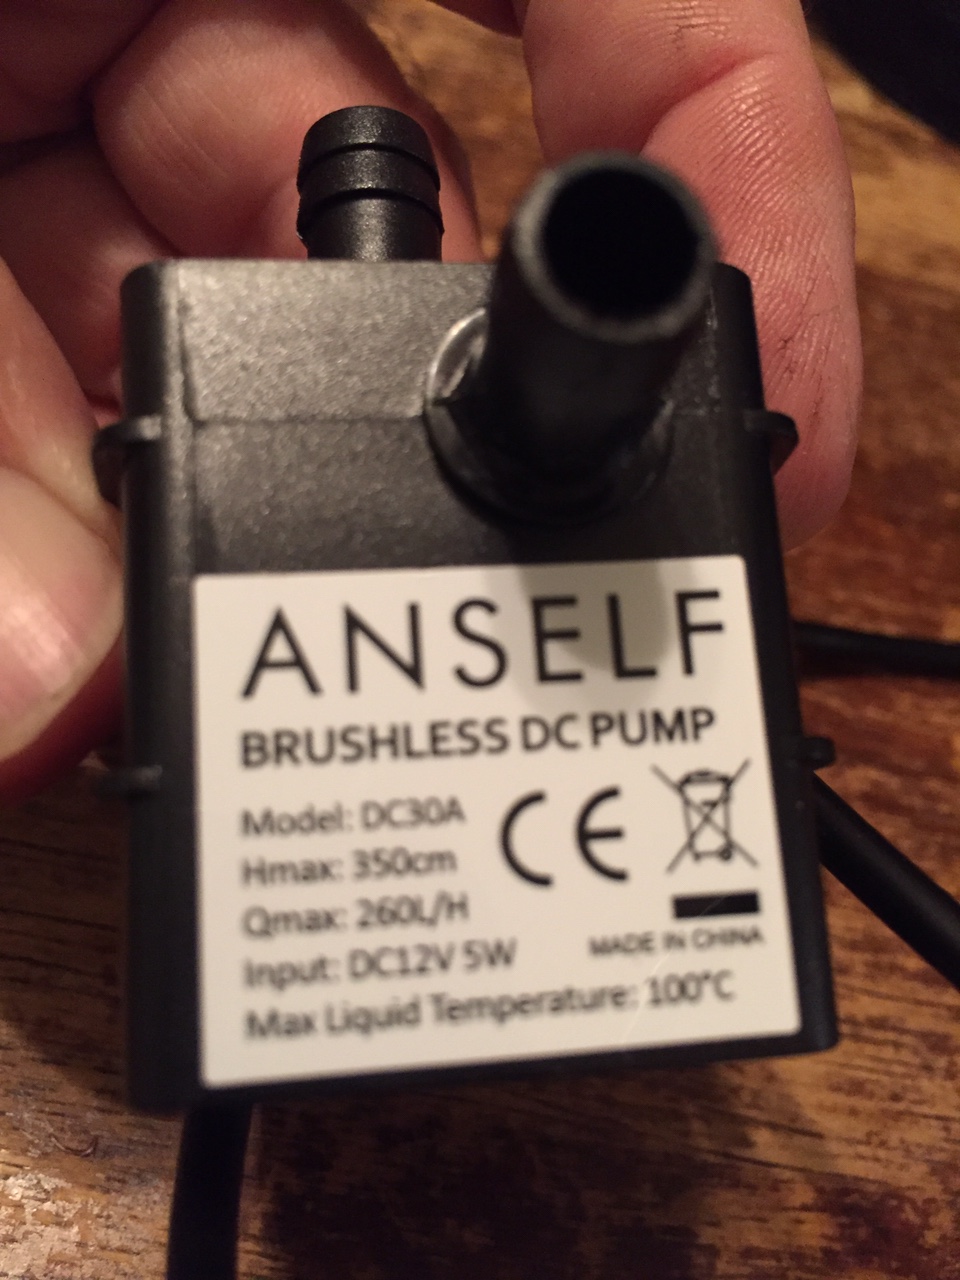 ANSELF
BRUSHLESS DC PUMP
Model: DC30A
Hmax: 350cm
Qmax: 260L/H
Input: DC12V 5W
Max Liquid Temperature: 100°C
CE
MADE IN CHINA